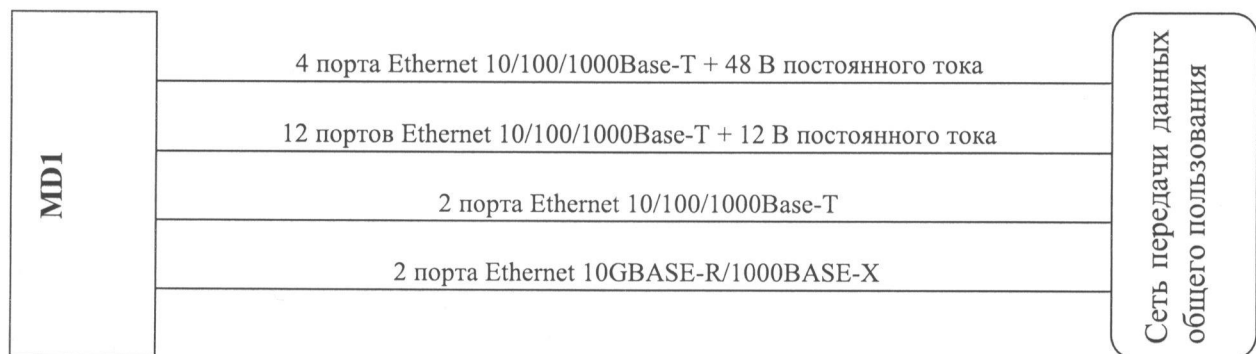 MD1
4 порта Ethernet 10/100/1000Base-T + 48 В постоянного тока
12 портов Ethernet 10/100/1000Base-T + 12 В постоянного тока
2 порта Ethernet 10/100/1000Base-T
2 порта Ethernet 10GBASE-R/1000BASE-X
Сеть передачи данных
общего пользования